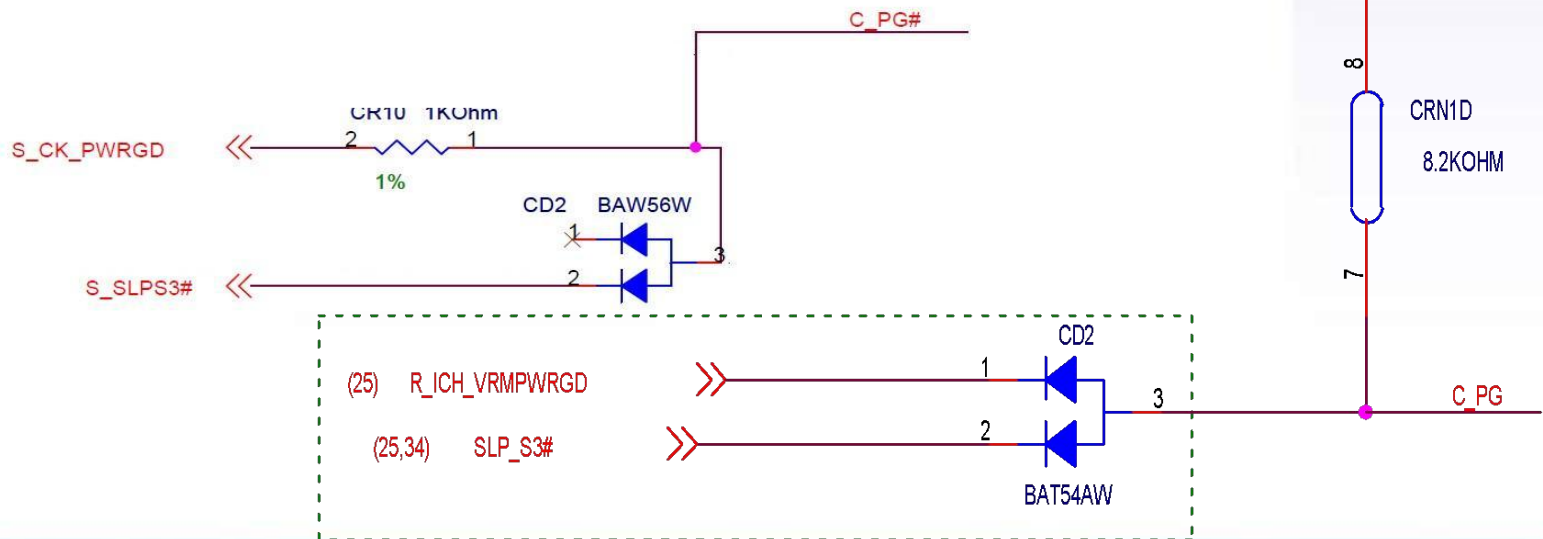 C_PG#
CR10 1KOhm
S_CK_PWRGD
2
1
1%
CD2 BAW56W
1
3
2
S_SLPS3#
8
CRN1D
8.2KOHM
7
CD2
(25) R_ICH_VRMPWRGD
1
3
C_PG
2
(25,34) SLP_S3#
BAT54AW